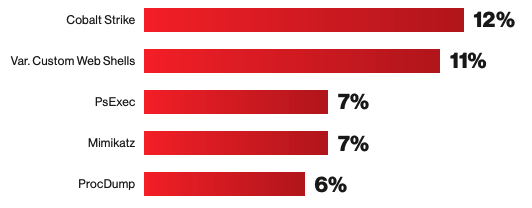 Cobalt Strike 12%
Var. Custom Web Shells 11%
PsExec 7%
Mimikatz 7%
ProcDump 6%